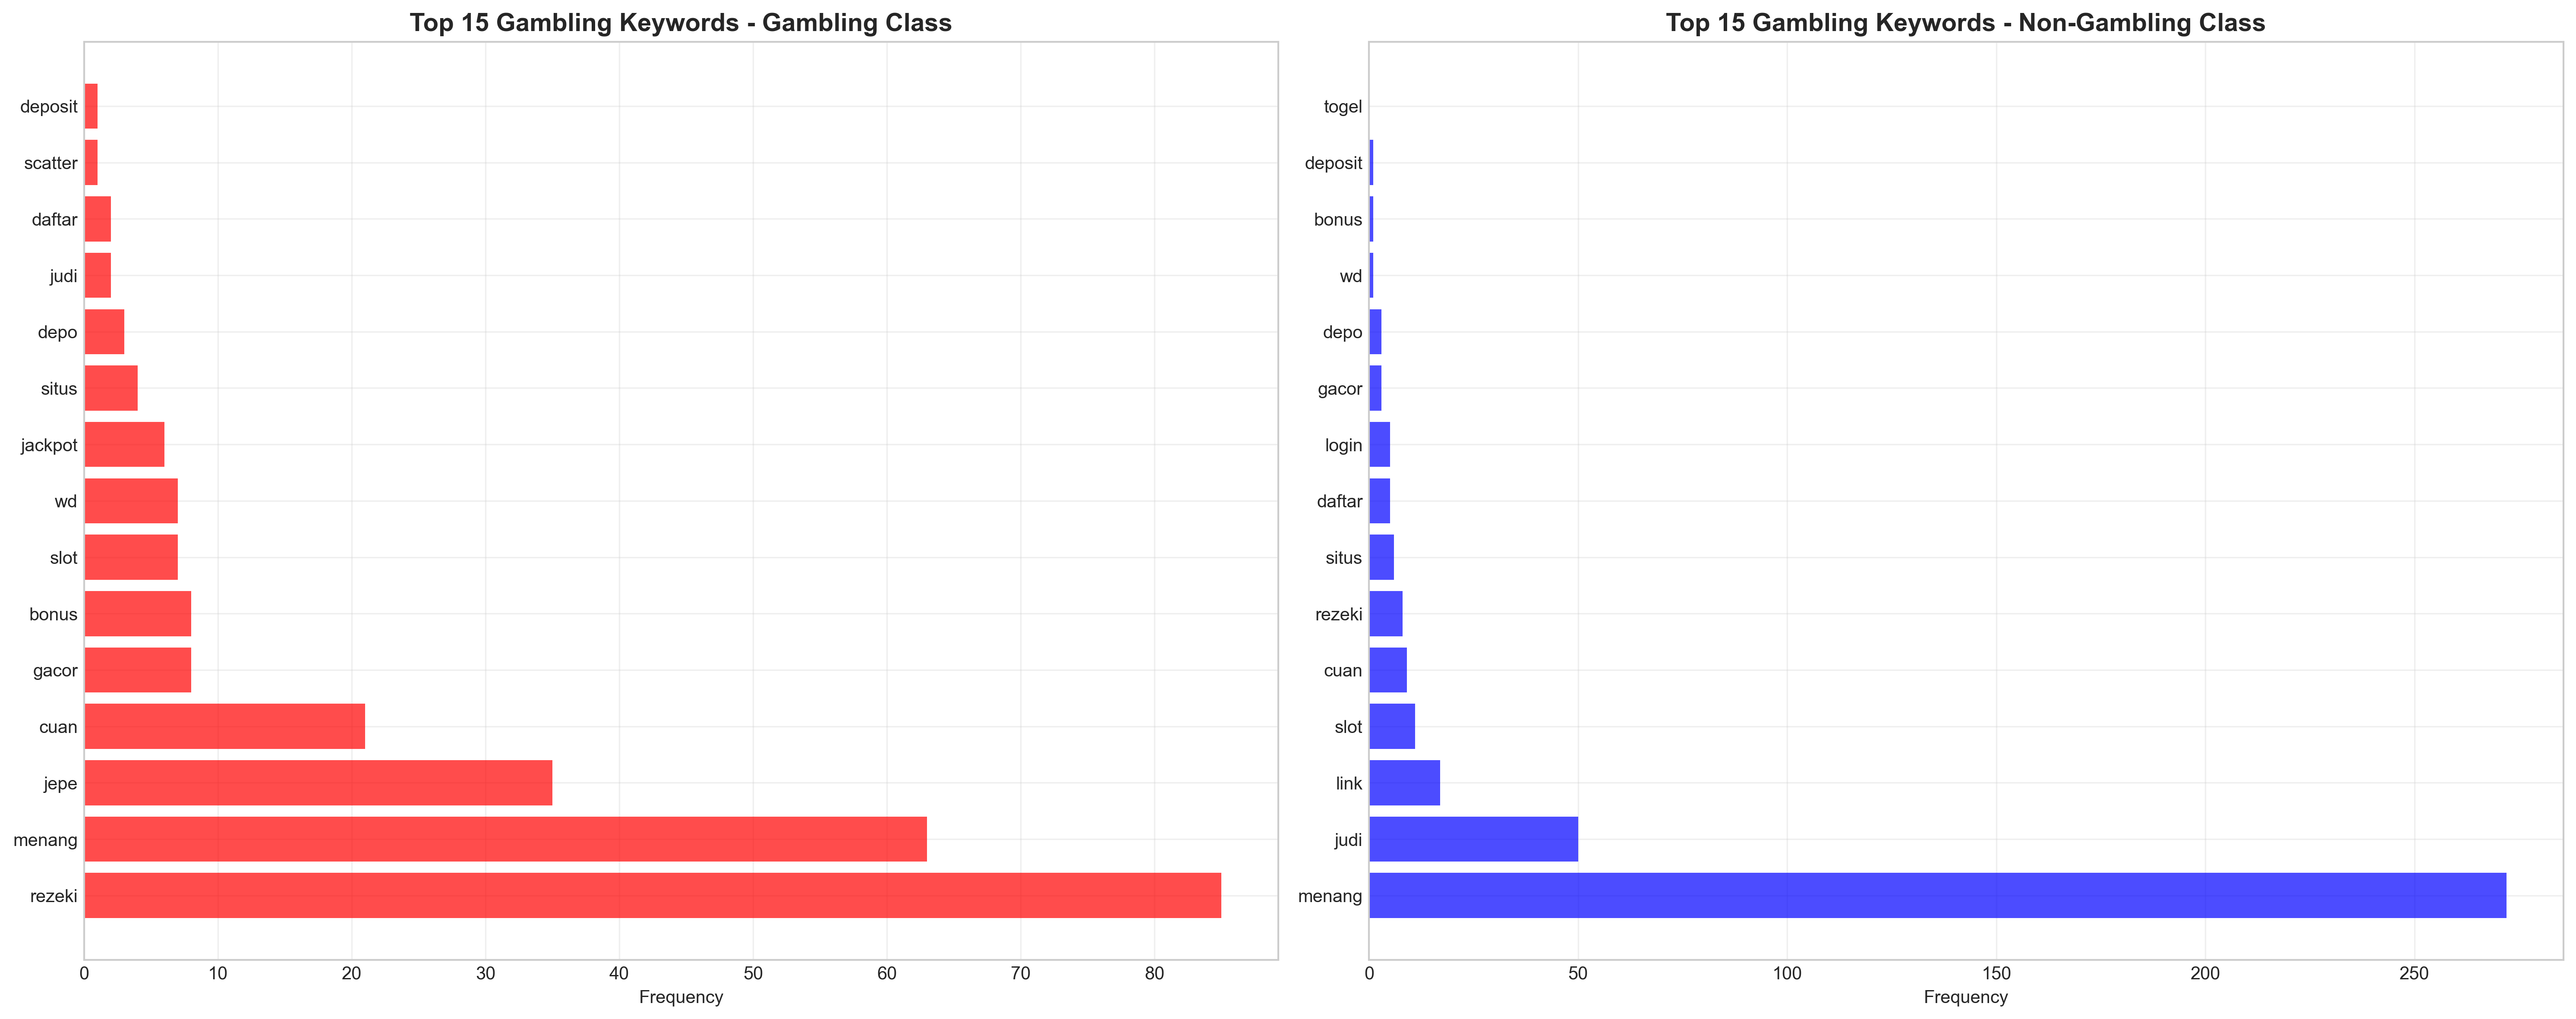 Top 15 Gambling Keywords - Gambling Class
deposit
scatter
daftar
judi
depo
situs
jackpot
wd
slot
bonus
gacor
cuan
jepe
menang
rezeki
0 10 20 30 40 50 60 70 80
Frequency
Top 15 Gambling Keywords - Non-Gambling Class
togel
deposit
bonus
wd
depo
gacor
login
daftar
situs
rezeki
cuan
slot
link
judi
menang
0 50 100 150 200 250
Frequency